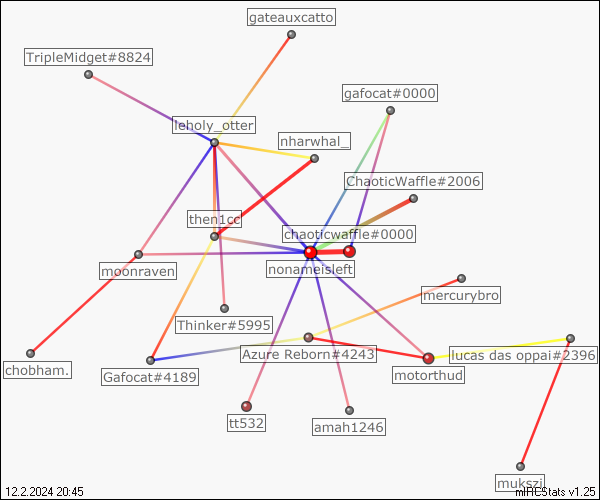 gateauxcatto
TripleMidget#8824
gafocat#0000
leholy_otter
nharwhal_
ChaoticWaffle#2006
then1cc
chaoticwaffle#0000
moonraven
nonameisleft
mercurybro
Thinker#5995
Azure Reborn#4243
lucas das oppai#2396
chobham.
Gafocat#4189
motorthud
tt532
amah1246
mukszi
12.2.2024 20:45
mIRCStats v1.25